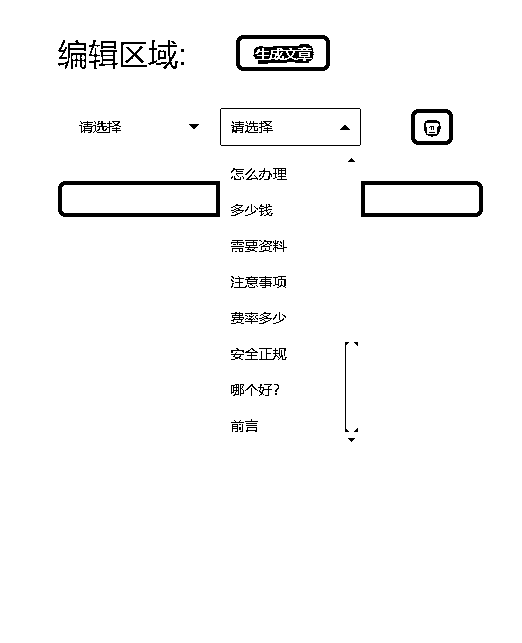 编辑区域: 生成文章
请选择 请选择
怎么办理
多少钱
需要资料
注意事项
费率多少
安全正规
哪个好?
前言